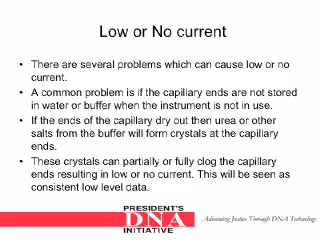 Low or No current
• There are several problems which can cause low or no
current.
• A common problem is if the capillary ends are not stored
in water or buffer when the instrument is not in use.
• If the ends of the capillary dry out then urea or other
salts from the buffer will form crystals at the capillary
ends.
• These crystals can partially or fully clog the capillary
ends resulting in low or no current. This will be seen as
consistent low level data.
PRESIDENT'S
DNA
INITIATIVE
Advancing Justice Through DNA Technology